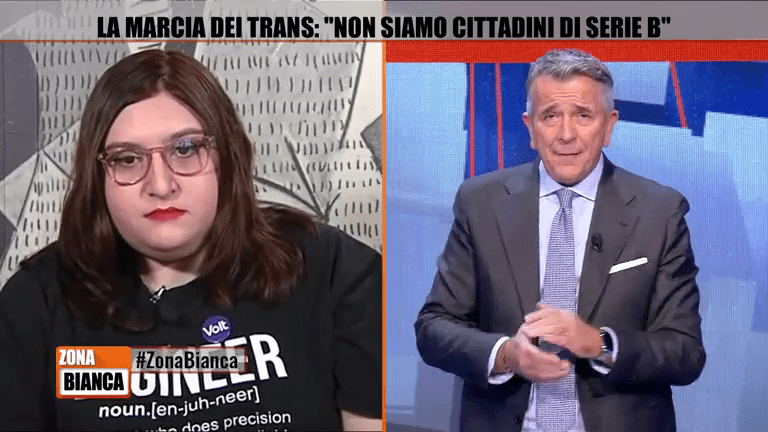 LA MARCIA DEI TRANS: "NON SIAMO CITTADINI DI SERIE B"
Volt
ZONA
BIANCA
#ZonaBianca
noun.[en-juh-neer]
who does precision